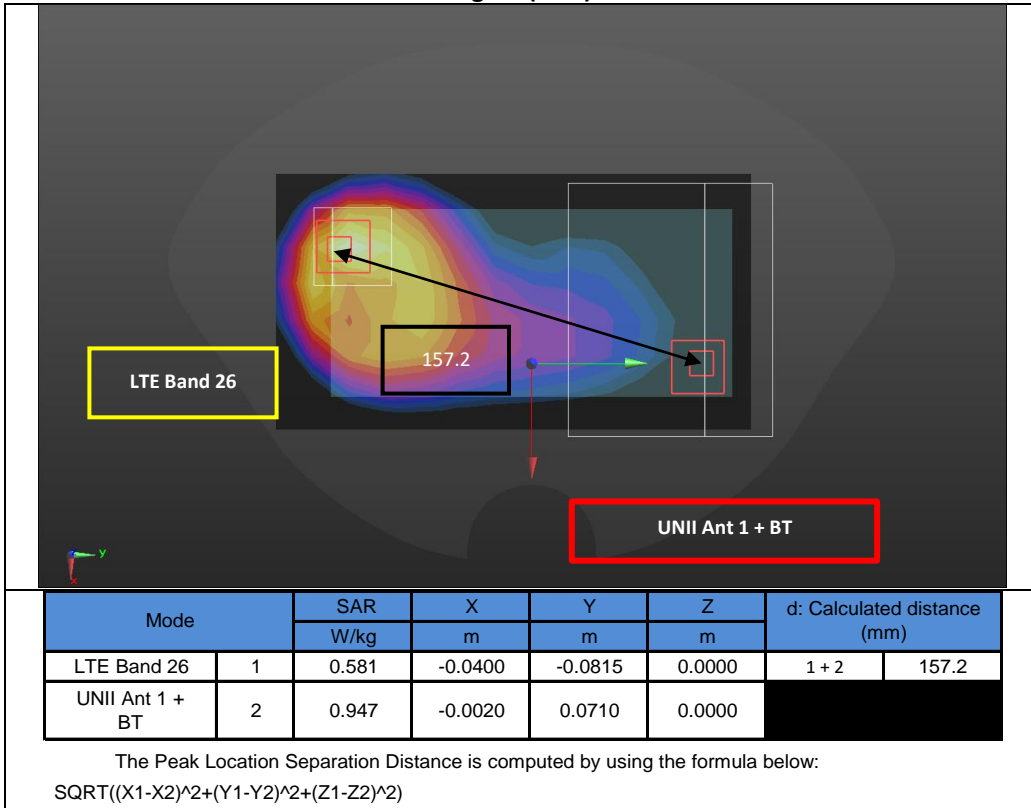 157.2
LTE Band 26
UNII Ant 1 + BT
y
x
Mode SAR X Y Z d: Calculated distance (mm)
W/kg m m m
LTE Band 26 1 0.581 -0.0400 -0.0815 0.0000 1 + 2 157.2
UNII Ant 1 +
BT 2 0.947 -0.0020 0.0710 0.0000
The Peak Location Separation Distance is computed by using the formula below:
SQRT((X1-X2)^2+(Y1-Y2)^2+(Z1-Z2)^2)